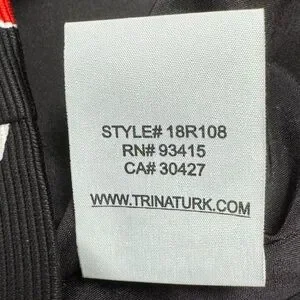 STYLE# 18R108
RN# 93415
CA# 30427
WWW.TRINATURK.COM